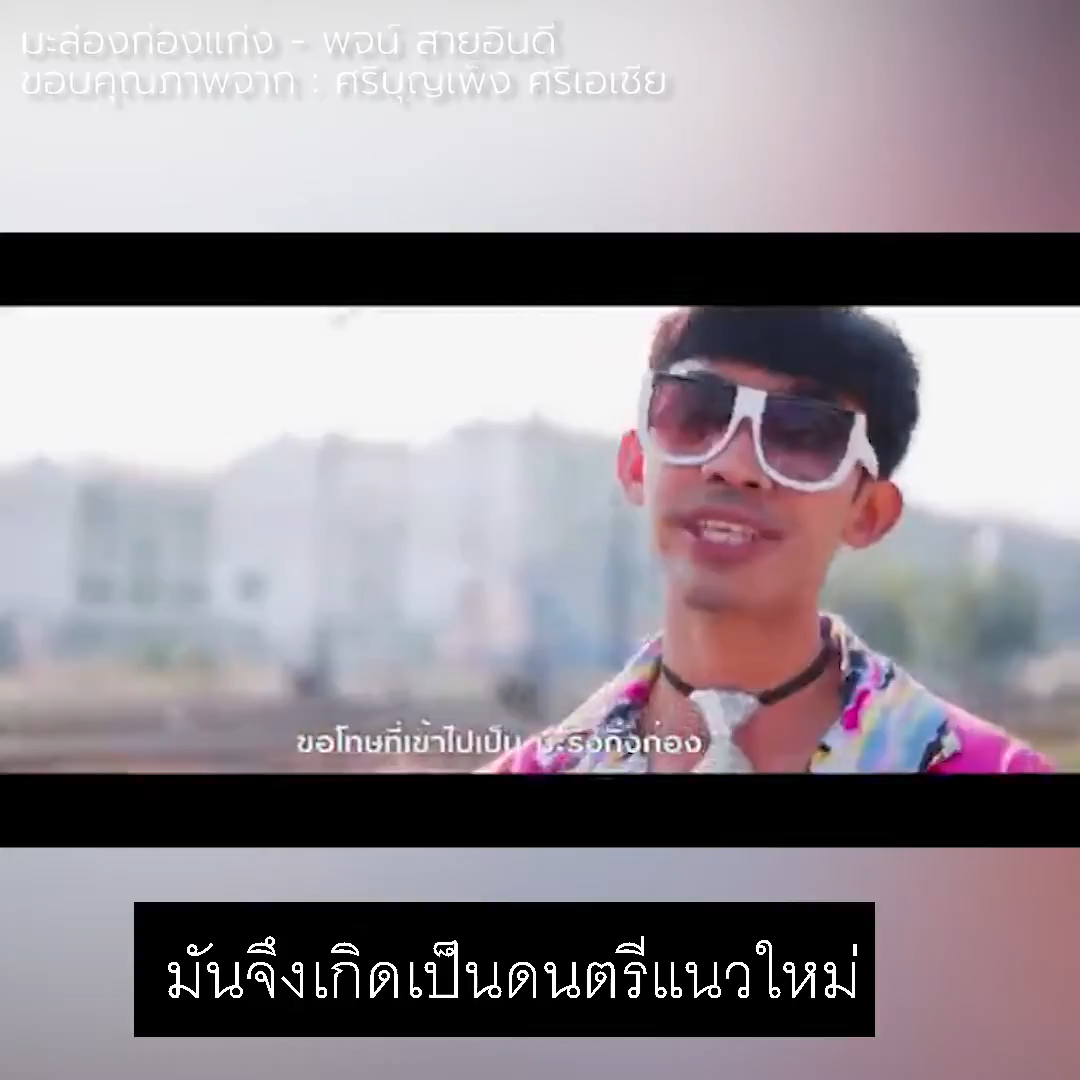 มะล่องก่องแก่ง - พจน์ สายอินดี
ขอบคุณภาพจาก : ศรีบุญเพ็ง ศรีเอเชีย
ขอโทษที่เข้าไปเป็น
มันจึงเกิดเป็นดนตรีแนวใหม่